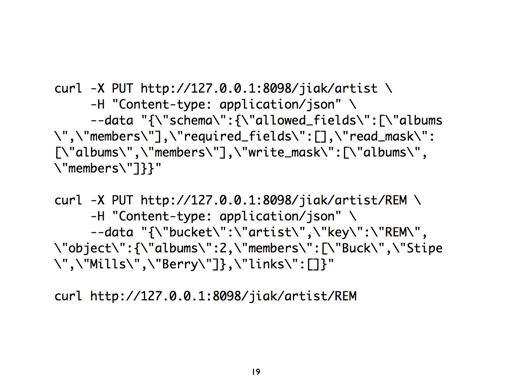 curl -X PUT http://127.0.0.1:8098/jiak/artist \
-H "Content-type: application/json" \
--data "{\"schema\":{\"allowed_fields\":[\"albums
\",\"members\"],\"required_fields\":[],\"read_mask\":
[\"albums\",\"members\"],\"write_mask\":[\"albums\",
\"members\"]}}"
curl -X PUT http://127.0.0.1:8098/jiak/artist/REM \
-H "Content-type: application/json" \
--data "{\"bucket\":\"artist\",\"key\":\"REM\",
\"object\":{\"albums\":2,\"members\":[\"Buck\",\"Stipe
\",\"Mills\",\"Berry\"]},\"links\":[]}"
curl http://127.0.0.1:8098/jiak/artist/REM
19